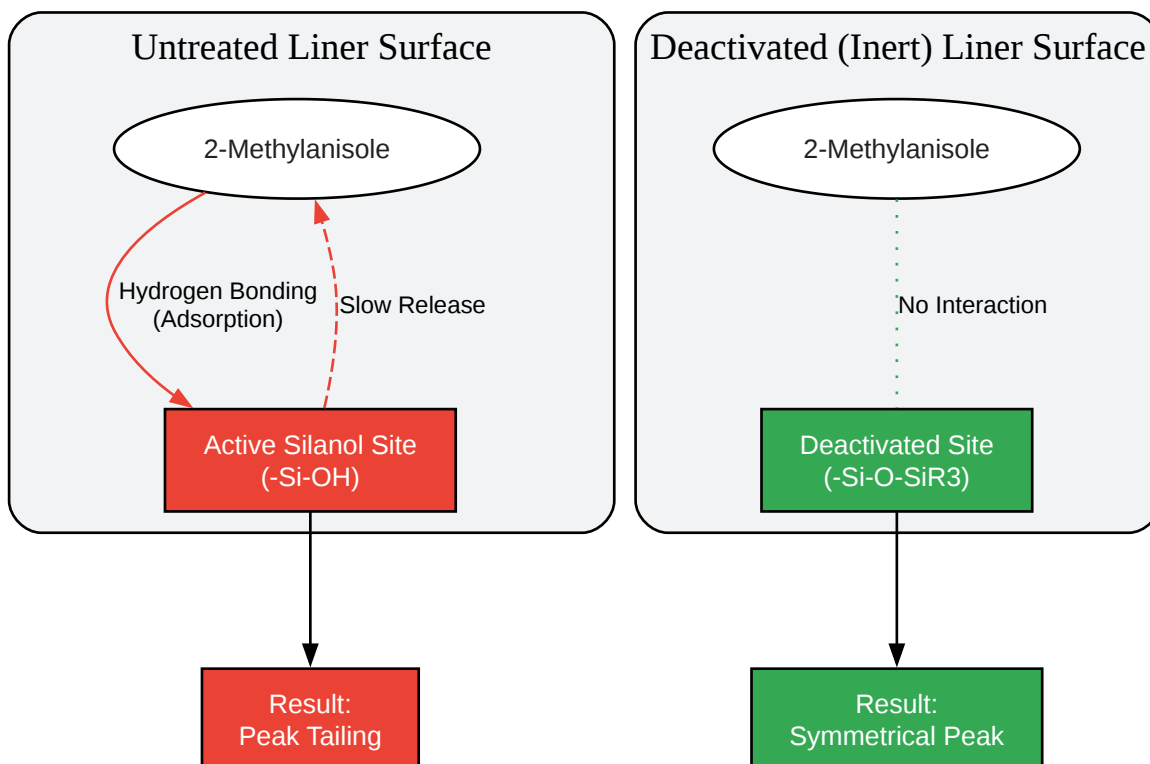 Untreated Liner Surface
2-Methylanisole
Hydrogen Bonding
(Adsorption)
Slow Release
Active Silanol Site
(-Si-OH)
Result:
Peak Tailing
Deactivated (Inert) Liner Surface
2-Methylanisole
No Interaction
Deactivated Site
(-Si-O-SiR3)
Result:
Symmetrical Peak